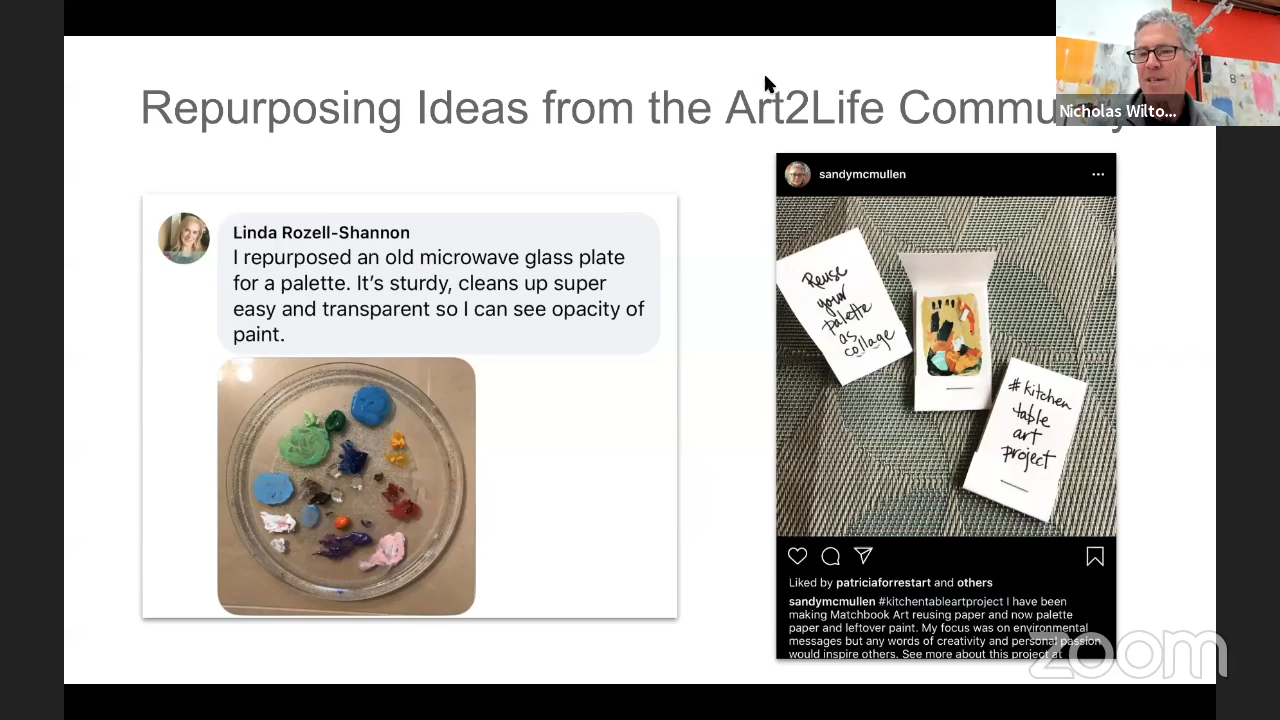 Repurposing Ideas from the Art2Life Commu
Nicholas Wilto...
Linda Rozell-Shannon
I repurposed an old microwave glass plate
for a palette. It's sturdy, cleans up super
easy and transparent so I can see opacity of
paint.
sandymcmullen
Reuse
your
palette
as
collage
#kitchen
table
art
project
Liked by patriciaforrestart and others
sandymcmullen #kitchentableartproject I have been
making Matchbook Art reusing paper and now palette
paper and leftover paint. My focus was on environmental
messages but any words of creativity and personal passion
would inspire others. See more about this project at
zoom